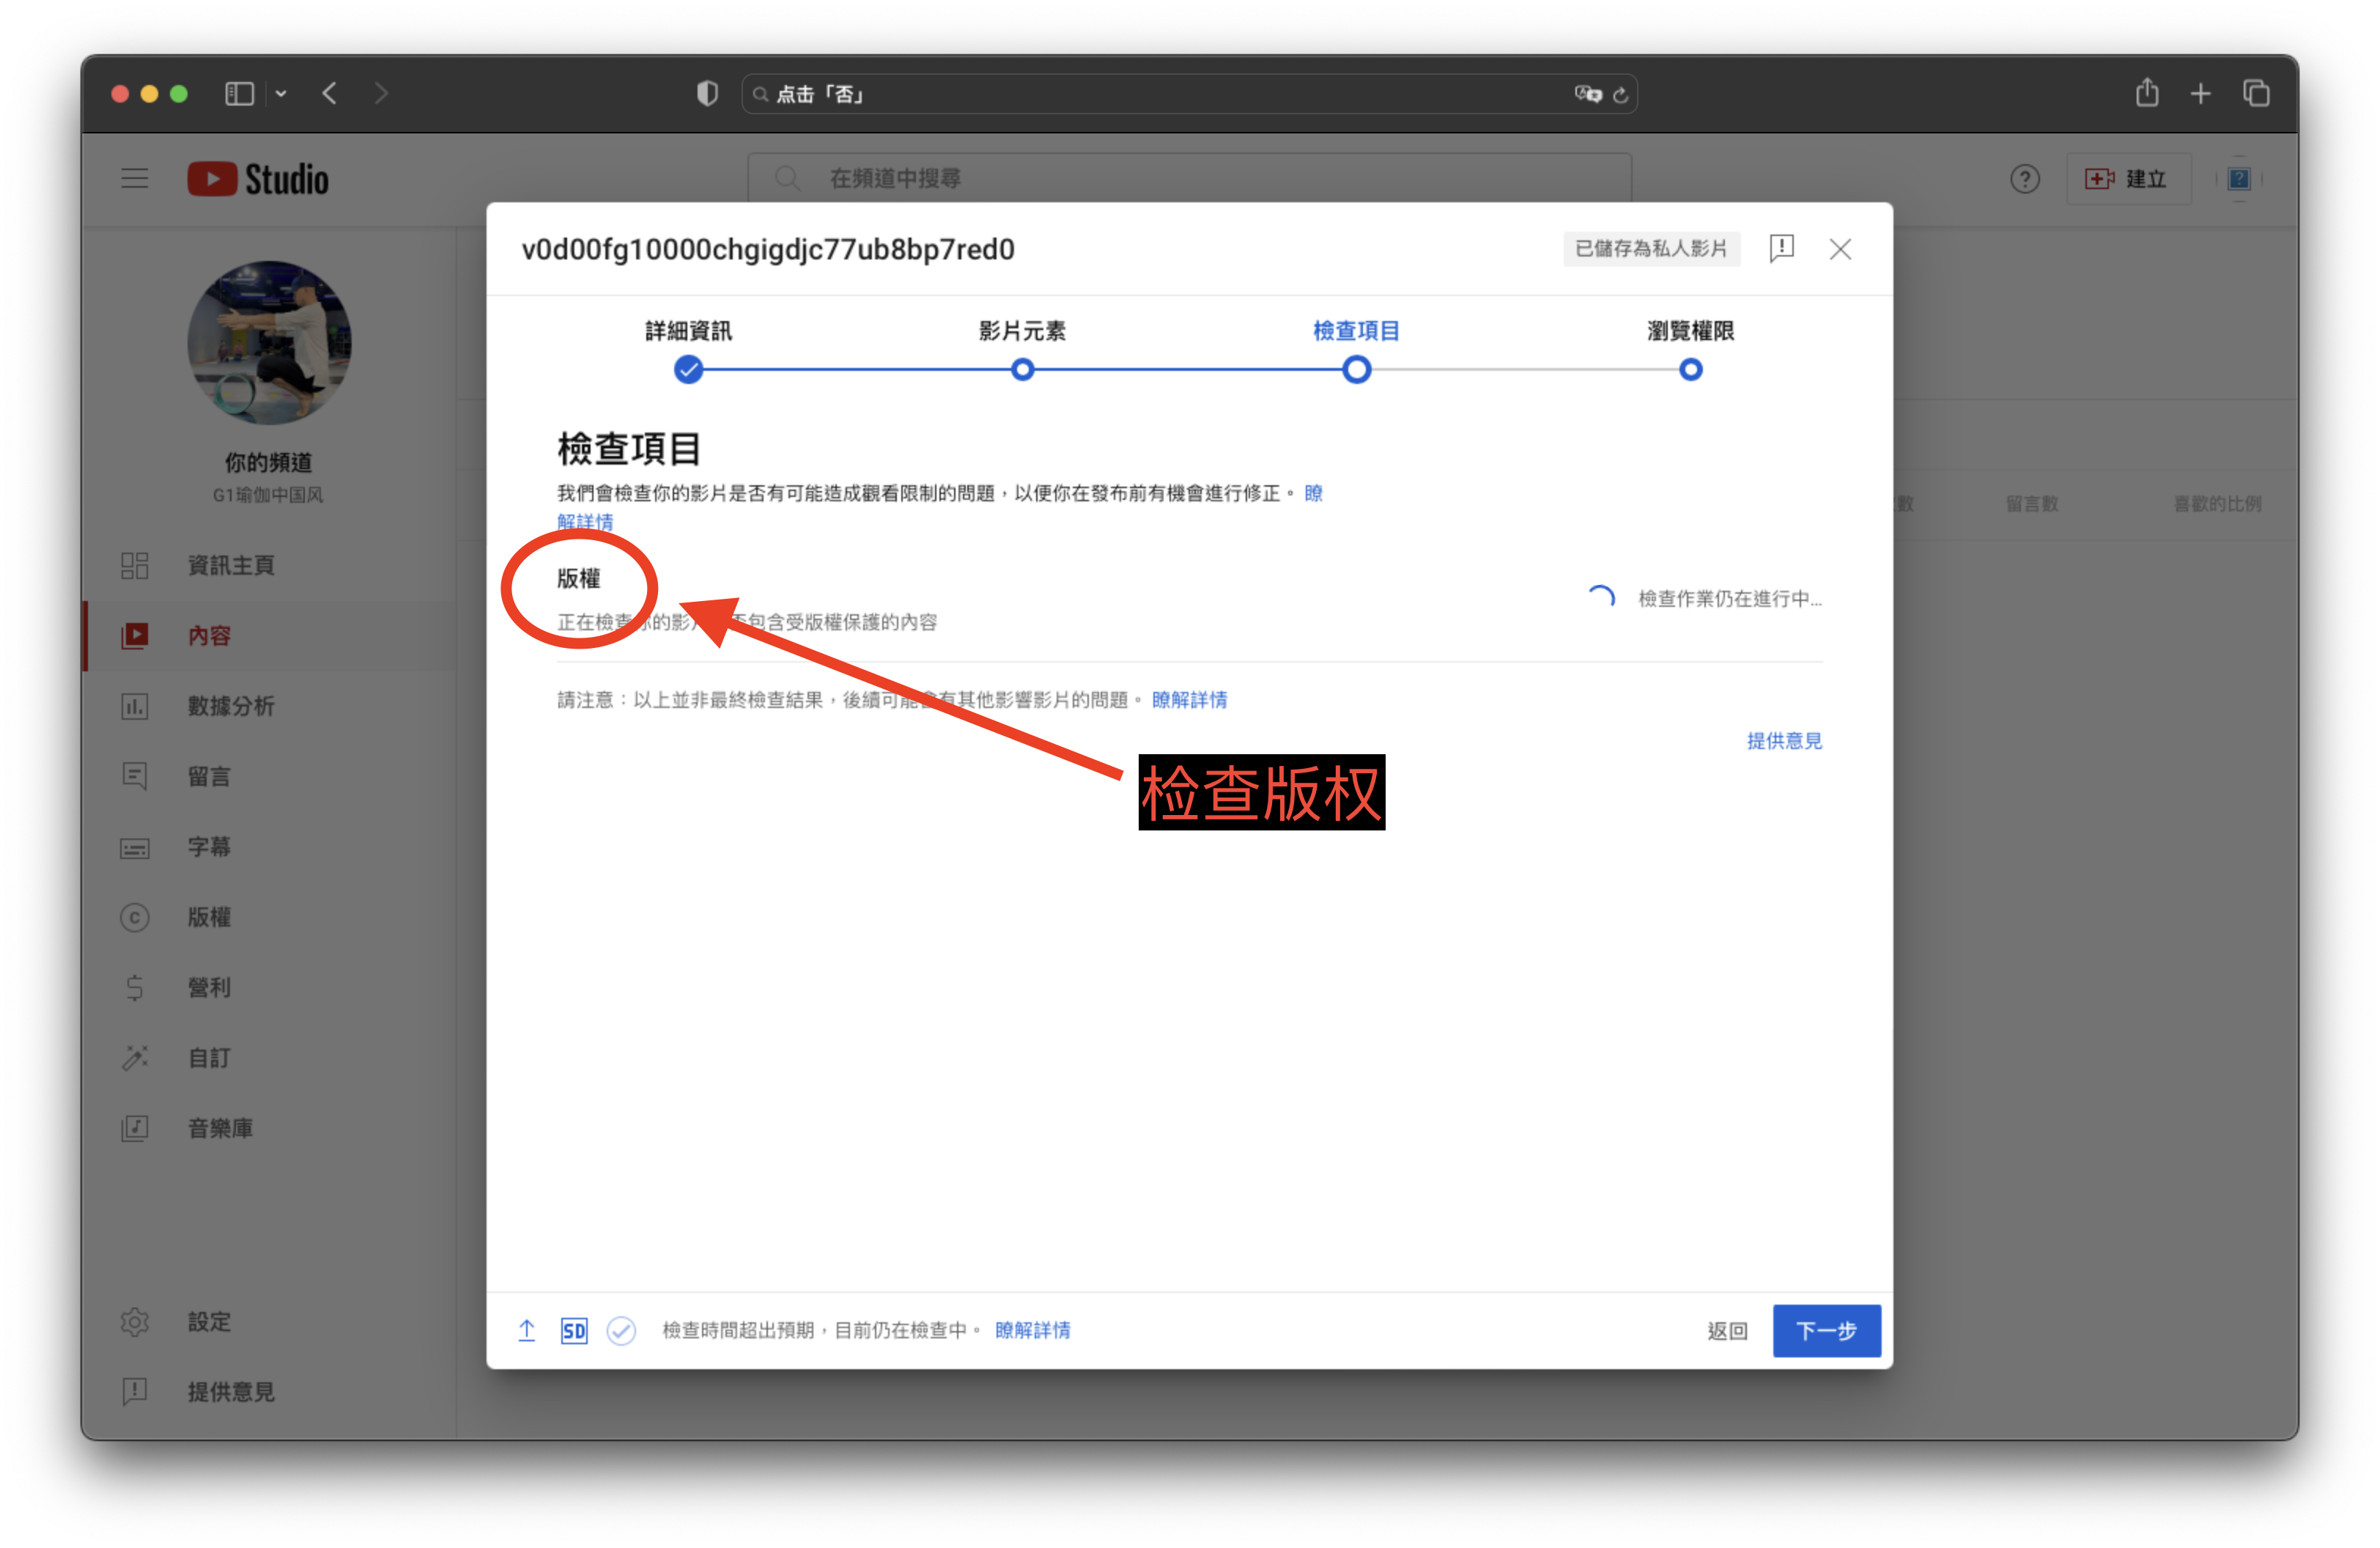 点击「否」
Studio
在頻道中搜尋
建立
v0d00fg10000chgigdjc77ub8bp7red0
已儲存為私人影片
詳細資訊
影片元素
檢查項目
瀏覽權限
檢查項目
我們會檢查你的影片是否有可能造成觀看限制的問題，以便你在發布前有機會進行修正。 瞭
解詳情
版權
檢查作業仍在進行中...
正在檢查你的影 否包含受版權保護的內容
請注意：以上並非最終檢查結果，後續可能會有其他影響影片的問題。 瞭解詳情
提供意見
检查版权
SD
檢查時間超出預期，目前仍在檢查中。 瞭解詳情
返回
下一步
你的頻道
G1瑜伽中国风
資訊主頁
內容
數據分析
留言
字幕
版權
營利
自訂
音樂庫
設定
提供意見
數
留言數
喜歡的比例